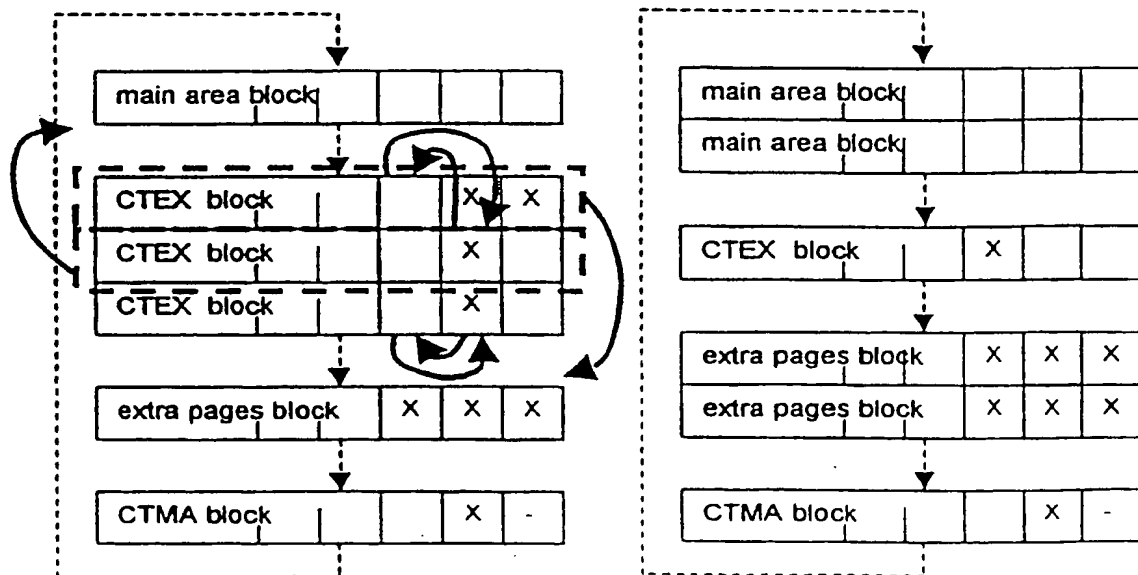 main area block
CTEX block X X
CTEX block X
CTEX block X
extra pages block X X X
CTMA block X -
main area block
main area block
CTEX block X
extra pages block X X X
extra pages block X X X
CTMA block X -